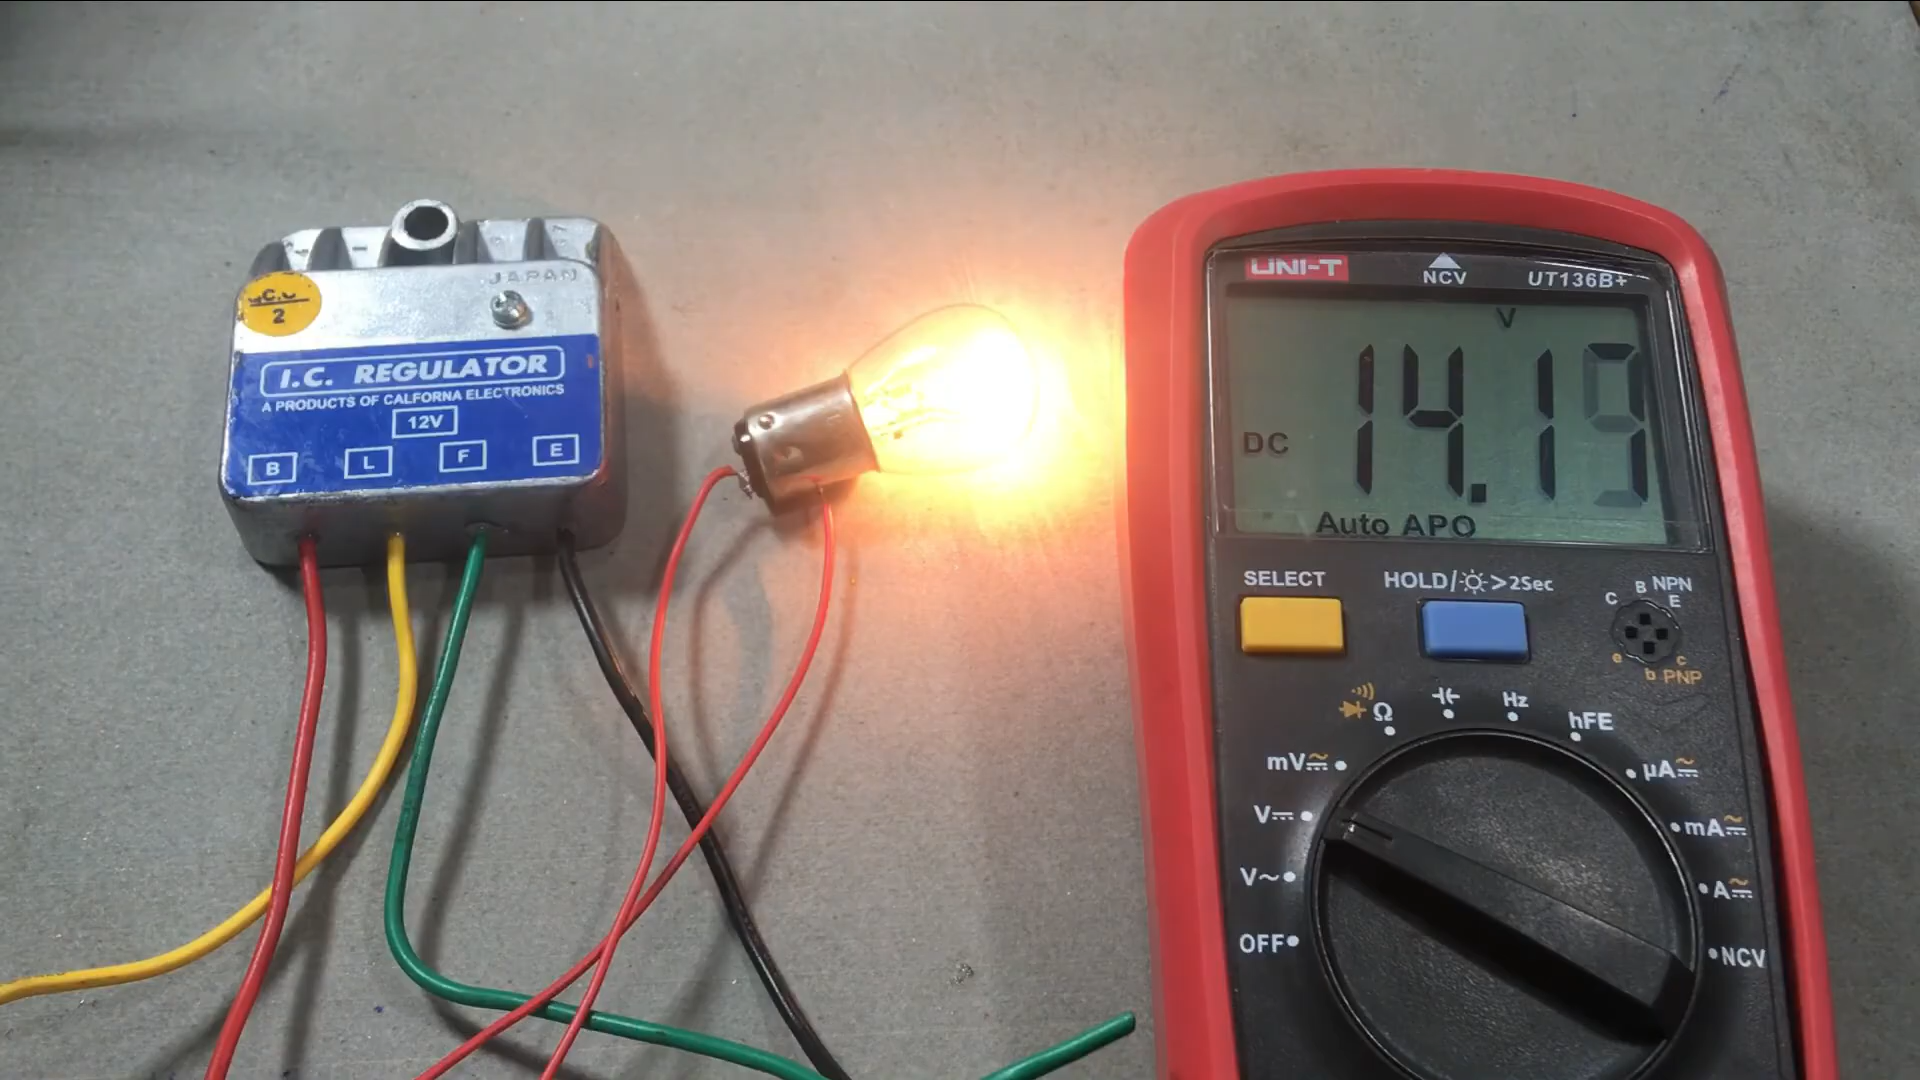 JAPAN
2
I.C. REGULATOR
A PRODUCTS OF CALFORNA ELECTRONICS
12V
B L F E
UNI-T
NCV
UT136B+
V
14.19
DC
Auto APO
SELECT
HOLD/ >2Sec
B NPN
C E
e c
b PNP
Ω
Hz
hFE
mV
µA
V
mA
V~
A
OFF
NCV